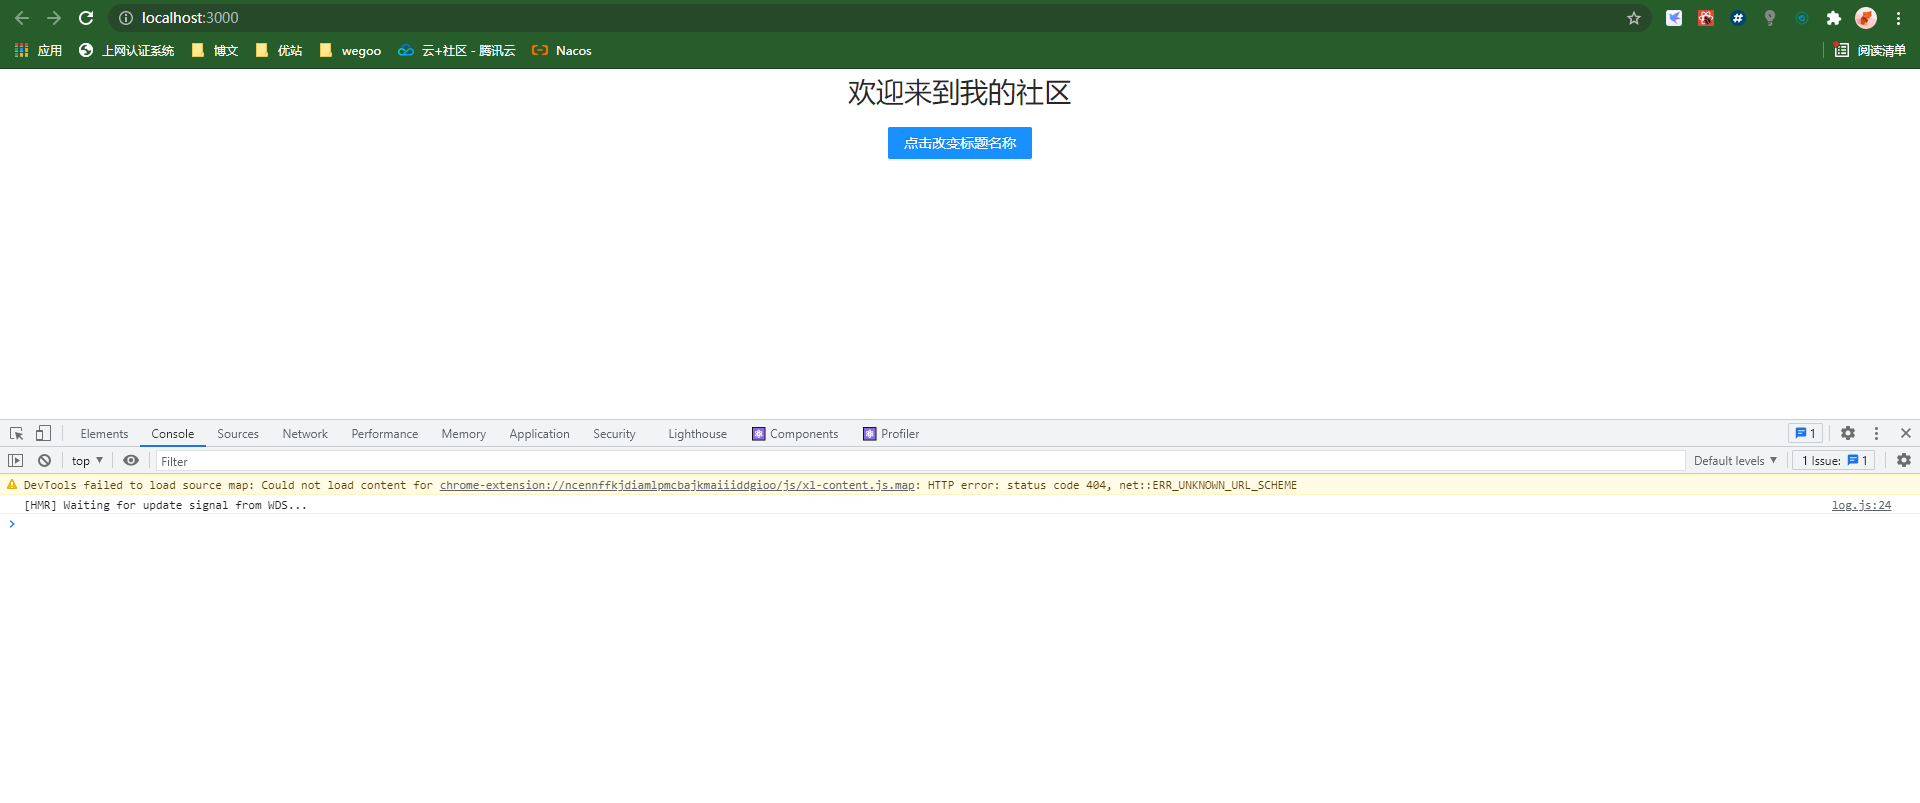 localhost:3000
应用 上网认证系统 博文 优站 wegoo 云+社区 - 腾讯云 Nacos 阅读清单
欢迎来到我的社区
点击改变标题名称
Elements Console Sources Network Performance Memory Application Security Lighthouse Components Profiler 1
top Filter Default levels 1 Issue: 1
DevTools failed to load source map: Could not load content for chrome-extension://ncennffkjdiamlpmcbajkmaiiiddgioo/js/xl-content.js.map: HTTP error: status code 404, net::ERR_UNKNOWN_URL_SCHEME
[HMR] Waiting for update signal from WDS... log.js:24